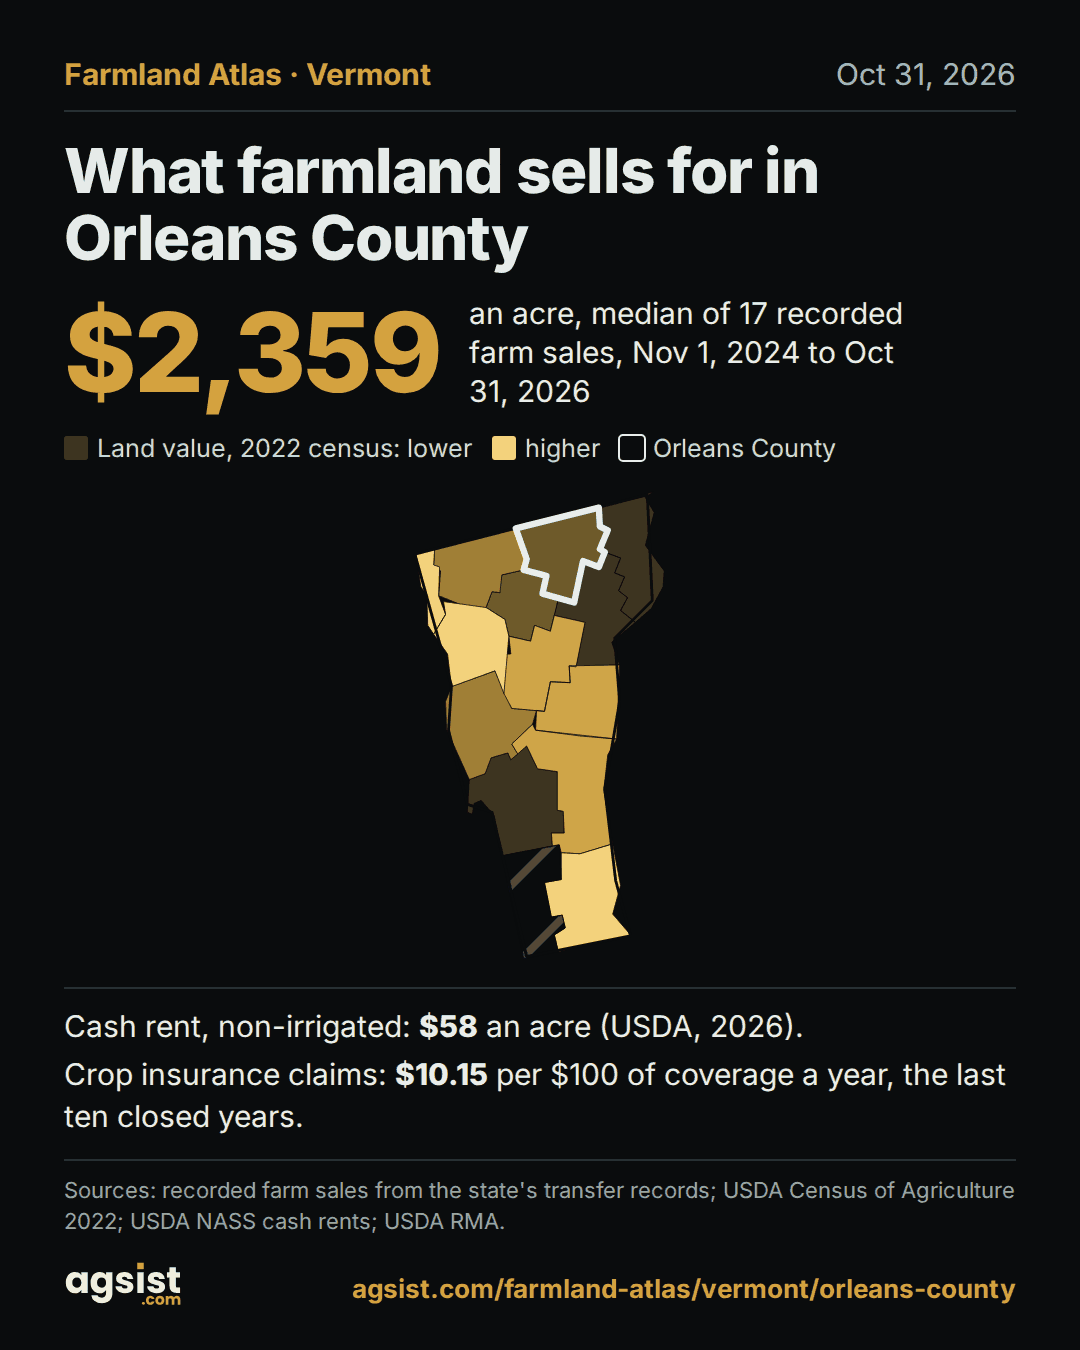 Farmland Atlas · Vermont
Oct 31, 2026
What farmland sells for in
Orleans County
$2,359
an acre, median of 17 recorded
farm sales, Nov 1, 2024 to Oct
31, 2026
Land value, 2022 census: lower
higher
Orleans County
Cash rent, non-irrigated: $58 an acre (USDA, 2026).
Crop insurance claims: $10.15 per $100 of coverage a year, the last
ten closed years.
Sources: recorded farm sales from the state's transfer records; USDA Census of Agriculture
2022; USDA NASS cash rents; USDA RMA.
agsist
.com
agsist.com/farmland-atlas/vermont/orleans-county